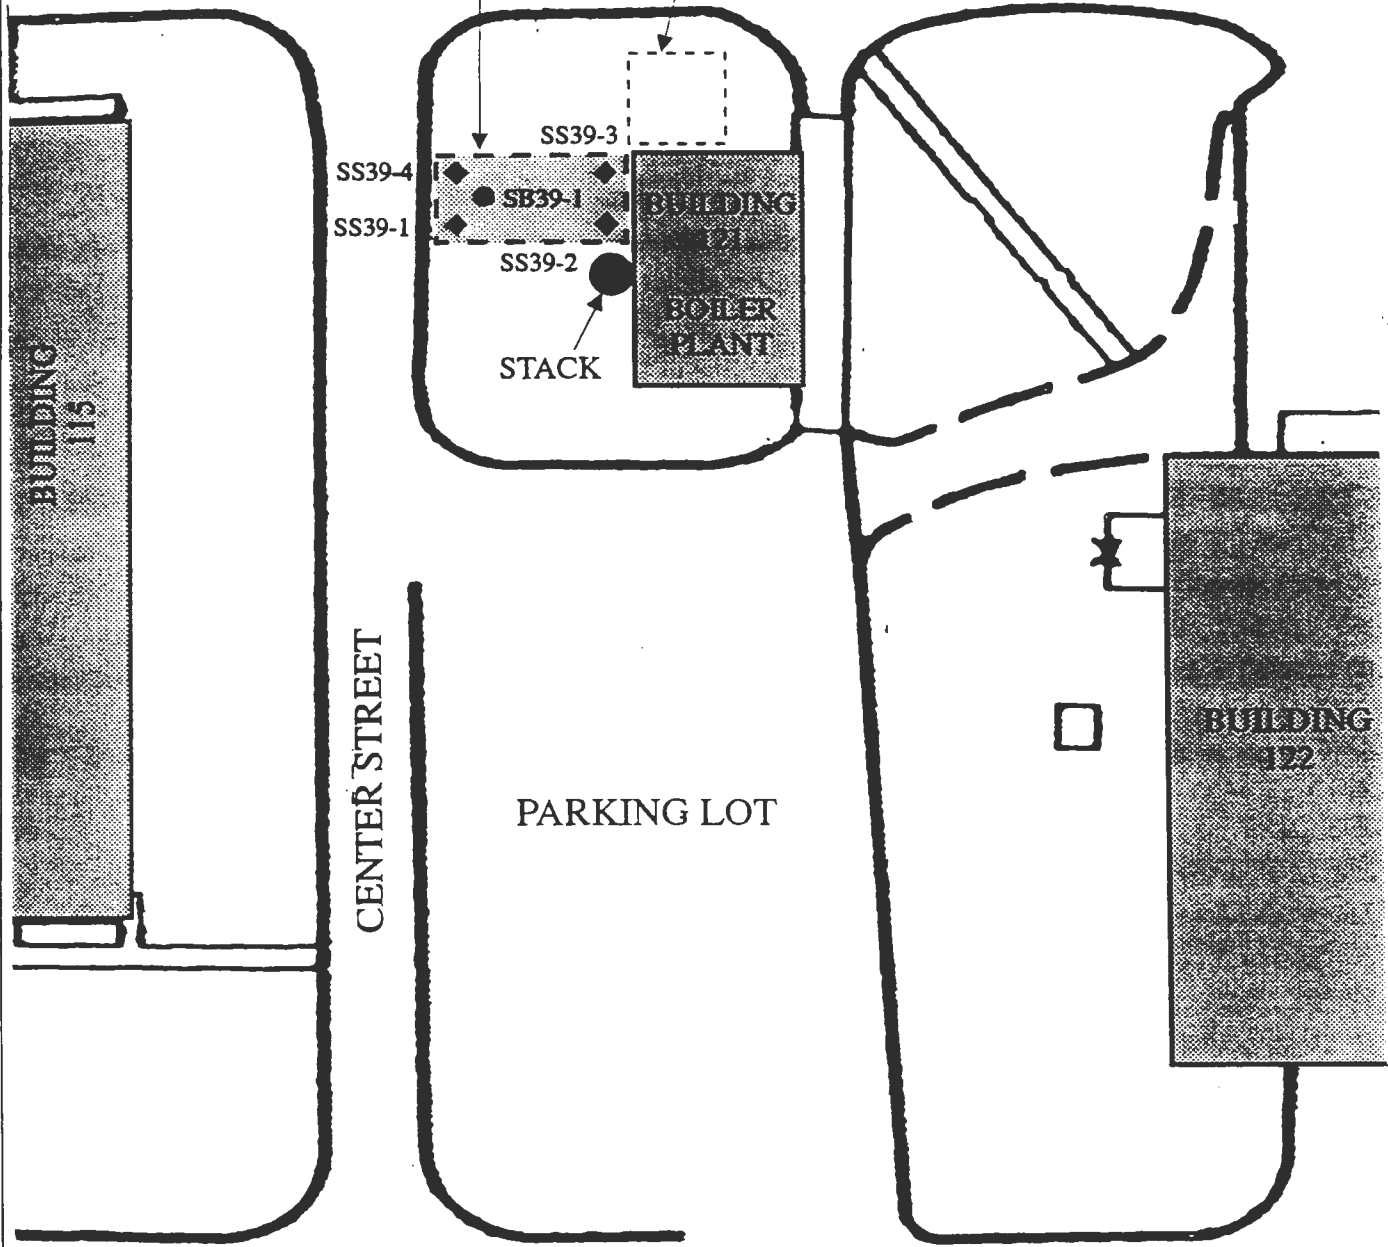 SS39-3
SS39-4
SB39-1
SS39-1
BUILDING
121
SS39-2
BOILER
PLANT
STACK
BUILDING
115
CENTER STREET
PARKING LOT
BUILDING
122